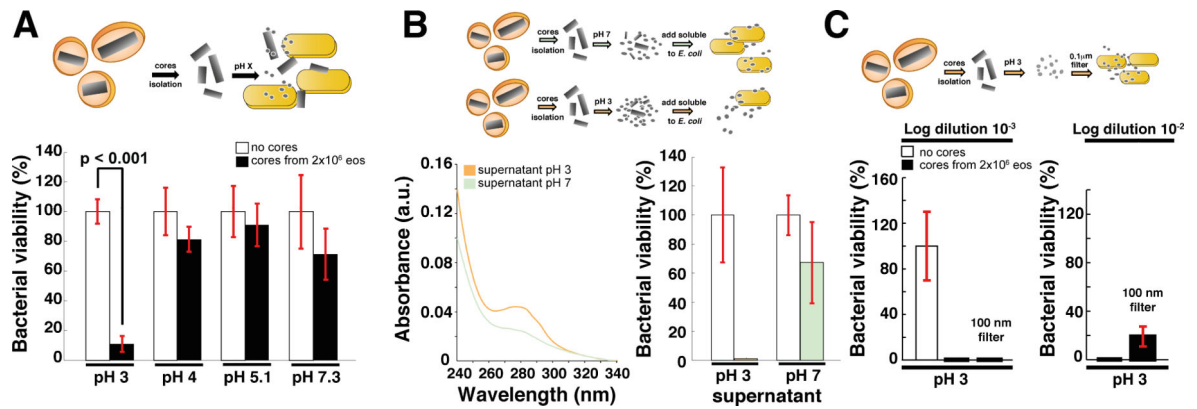 A
cores
isolation
pH X
no cores
cores from 2x10⁶ eos
p < 0.001
Bacterial viability (%)
140
120
100
80
60
40
20
0
pH 3
pH 4
pH 5.1
pH 7.3
B
cores
isolation
pH 7
add soluble
to E. coli
cores
isolation
pH 3
add soluble
to E. coli
supernatant pH 3
supernatant pH 7
Absorbance (a.u.)
0.16
0.12
0.08
0.04
0
240
260
280
300
320
340
Wavelength (nm)
Bacterial viability (%)
140
120
100
80
60
40
20
0
pH 3
pH 7
supernatant
C
cores
isolation
pH 3
0.1µm
filter
Log dilution 10⁻³
no cores
cores from 2x10⁶ eos
Bacterial viability (%)
160
120
80
40
0
100 nm
filter
pH 3
Log dilution 10⁻²
Bacterial viability (%)
120
80
40
0
100 nm
filter
pH 3